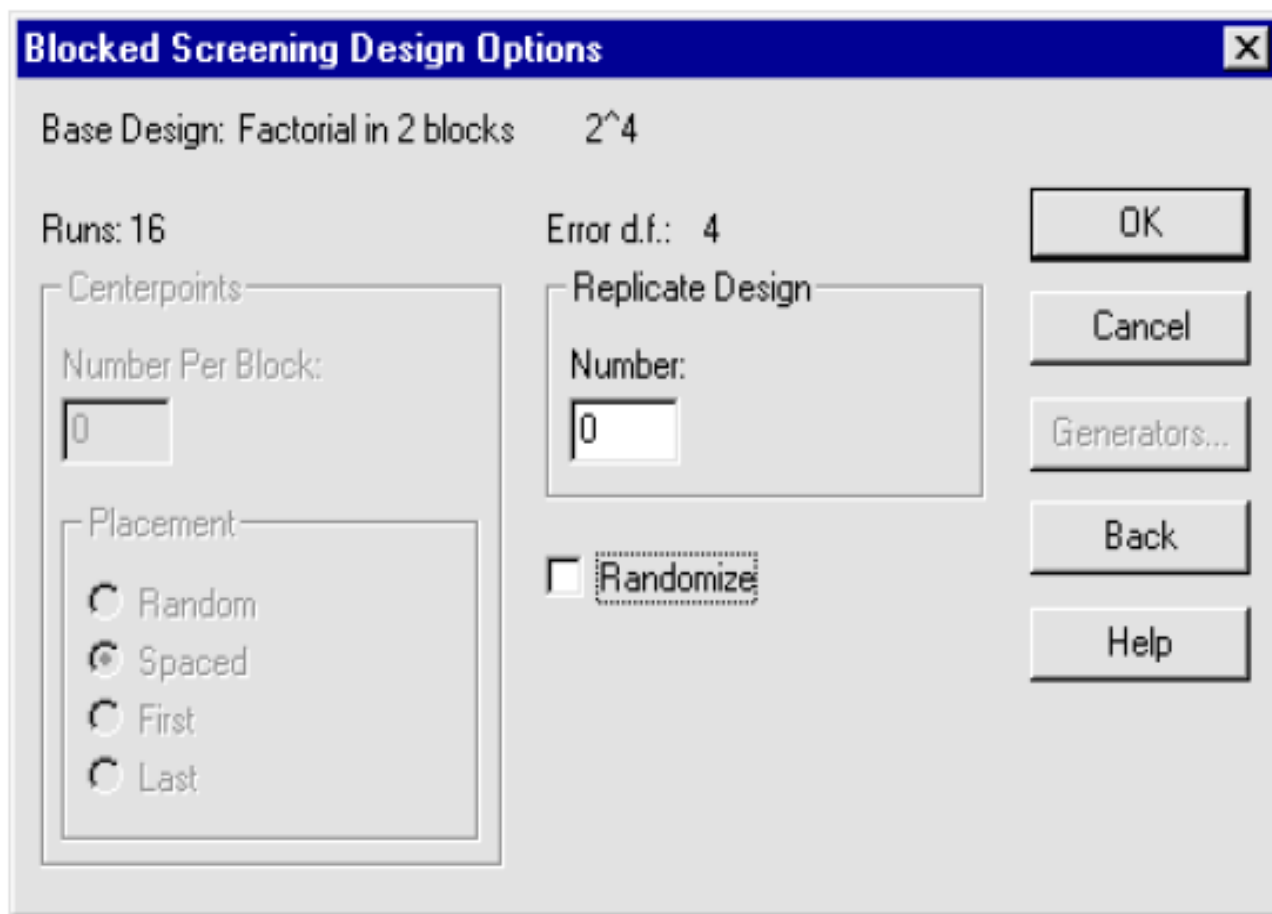 Blocked Screening Design Options
Base Design: Factorial in 2 blocks 2^4
Runs: 16 Error d.f.: 4
Centerpoints
Number Per Block:
0
Placement
Random
Spaced
First
Last
Replicate Design
Number:
0
Randomize
OK
Cancel
Generators...
Back
Help